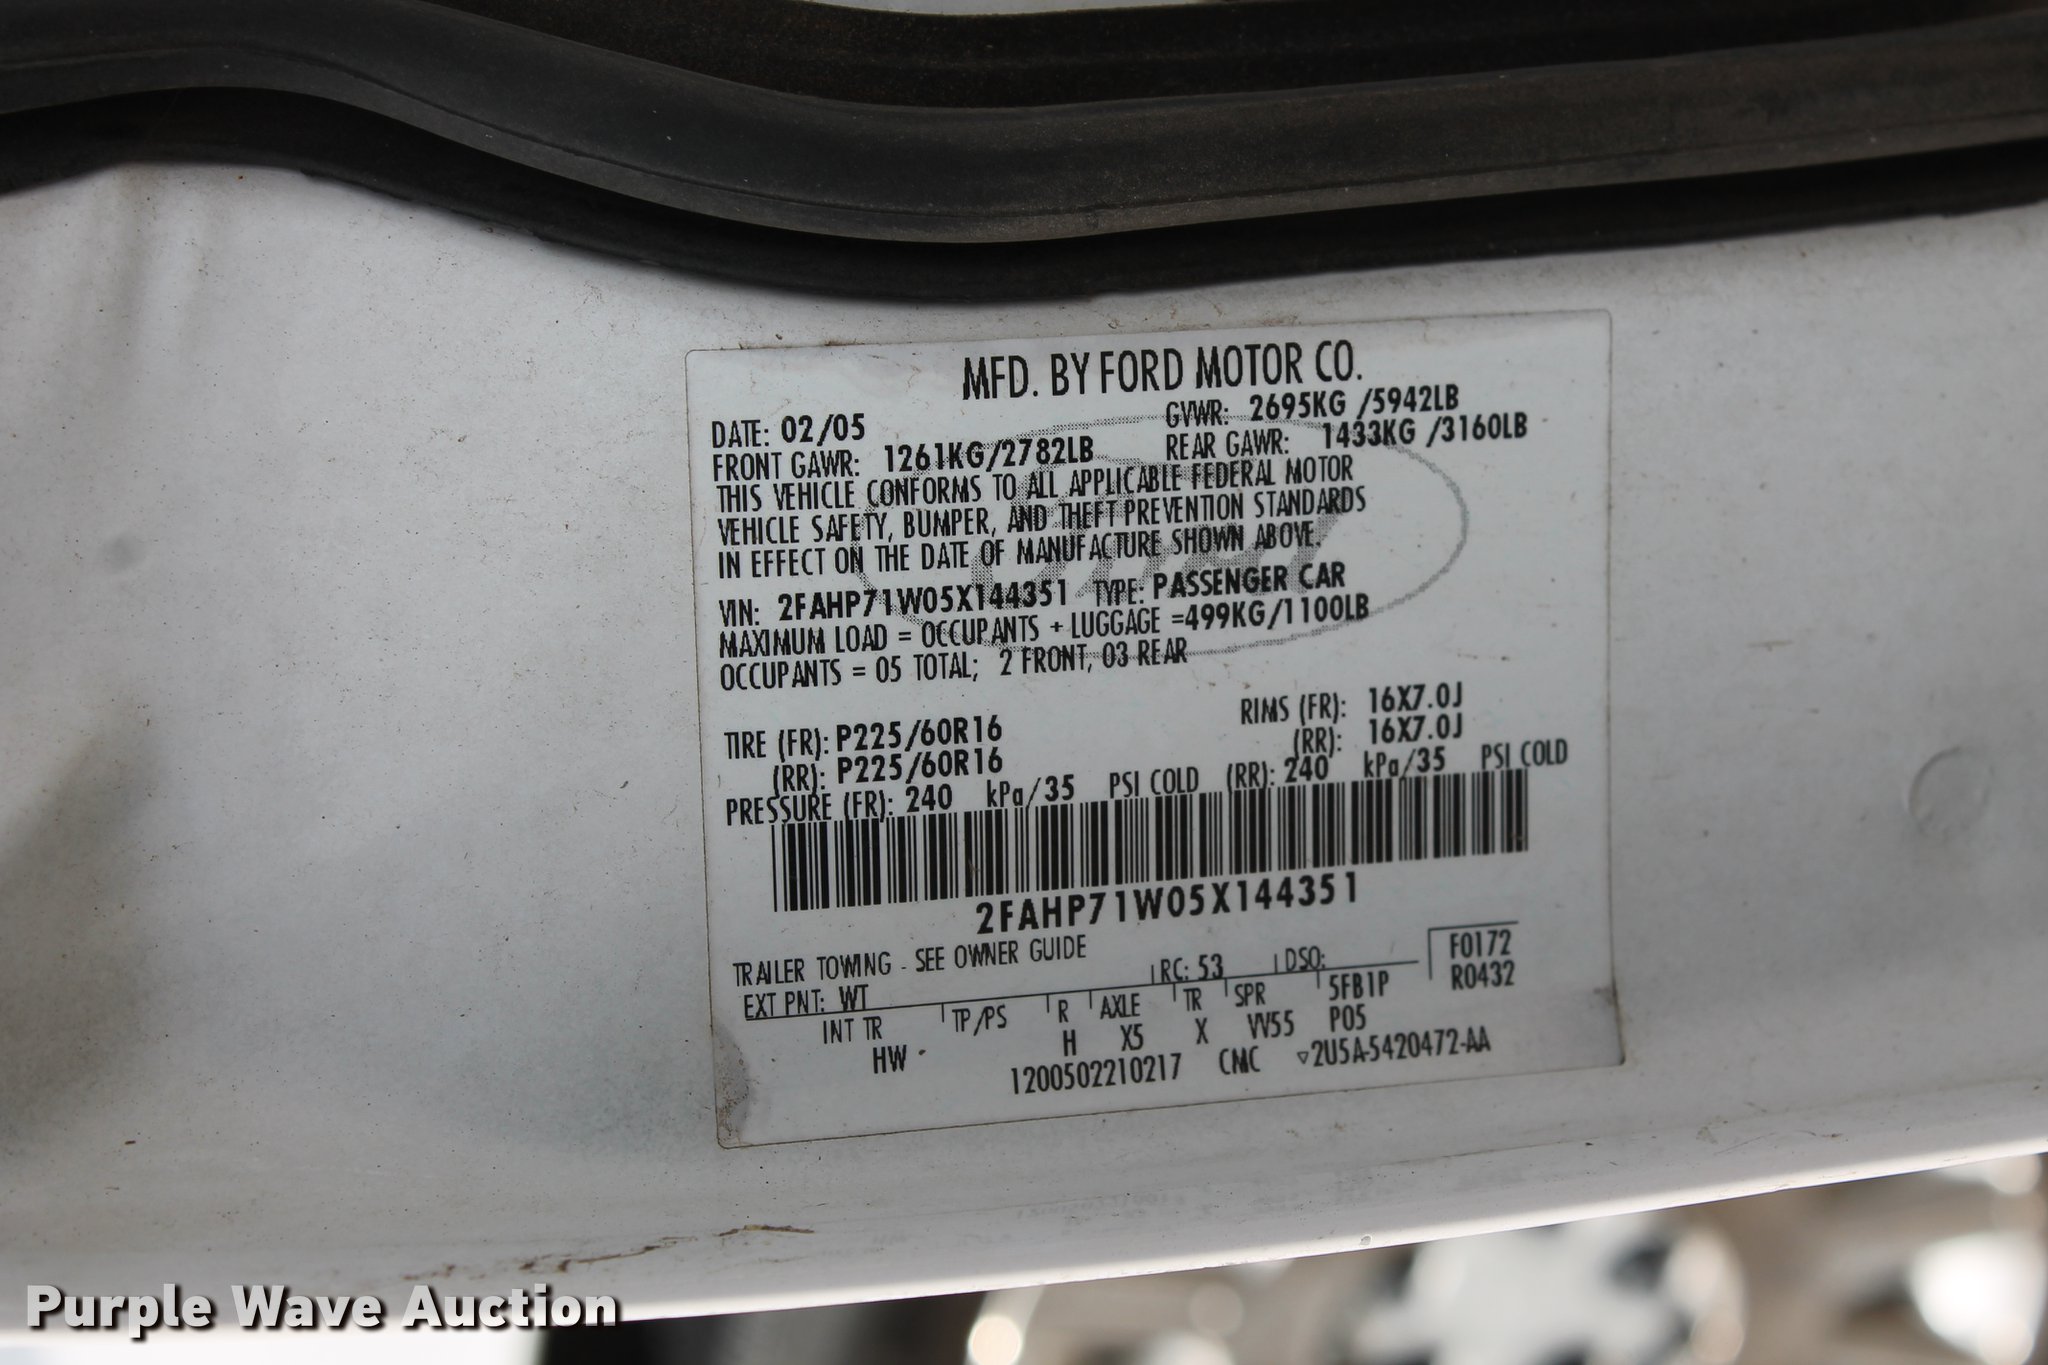 MFD. BY FORD MOTOR CO.
DATE: 02/05 GVWR: 2695KG /5942LB
FRONT GAWR: 1261KG/2782LB REAR GAWR: 1433KG /3160LB
THIS VEHICLE CONFORMS TO ALL APPLICABLE FEDERAL MOTOR
VEHICLE SAFETY, BUMPER, AND THEFT PREVENTION STANDARDS
IN EFFECT ON THE DATE OF MANUFACTURE SHOWN ABOVE.
VIN: 2FAHP71W05X144351 TYPE: PASSENGER CAR
MAXIMUM LOAD = OCCUPANTS + LUGGAGE =499KG/1100LB
OCCUPANTS = 05 TOTAL; 2 FRONT, 03 REAR
TIRE (FR): P225/60R16 RIMS (FR): 16X7.0J
(RR): P225/60R16 (RR): 16X7.0J
PRESSURE (FR): 240 kPa/35 PSI COLD (RR): 240 kPa/35 PSI COLD
2FAHP71W05X144351
TRAILER TOWING - SEE OWNER GUIDE
EXT PNT: WT RC: 53 DSO: F0172
INT TR TP/PS R AXLE TR SPR 5FB1P R0432
HW H X5 X VV55 P05
1200502210217 CMC ▿2U5A-5420472-AA
Purple Wave Auction